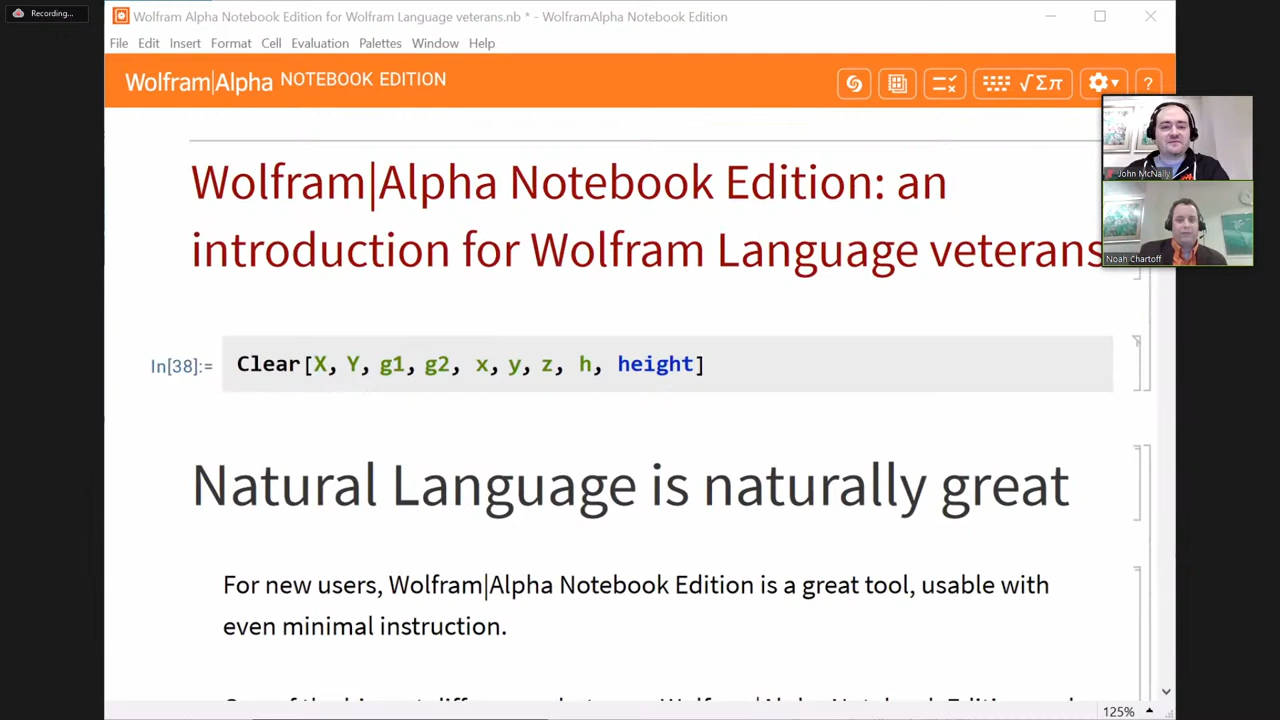 Recording...
Wolfram Alpha Notebook Edition for Wolfram Language veterans.nb * - WolframAlpha Notebook Edition
File Edit Insert Format Cell Evaluation Palettes Window Help
Wolfram|Alpha NOTEBOOK EDITION
√Σπ
?
John McNally
Noah Chartoff
Wolfram|Alpha Notebook Edition: an
introduction for Wolfram Language veterans
In[38]:= Clear[X, Y, g1, g2, x, y, z, h, height]
Natural Language is naturally great
For new users, Wolfram|Alpha Notebook Edition is a great tool, usable with
even minimal instruction.
125%